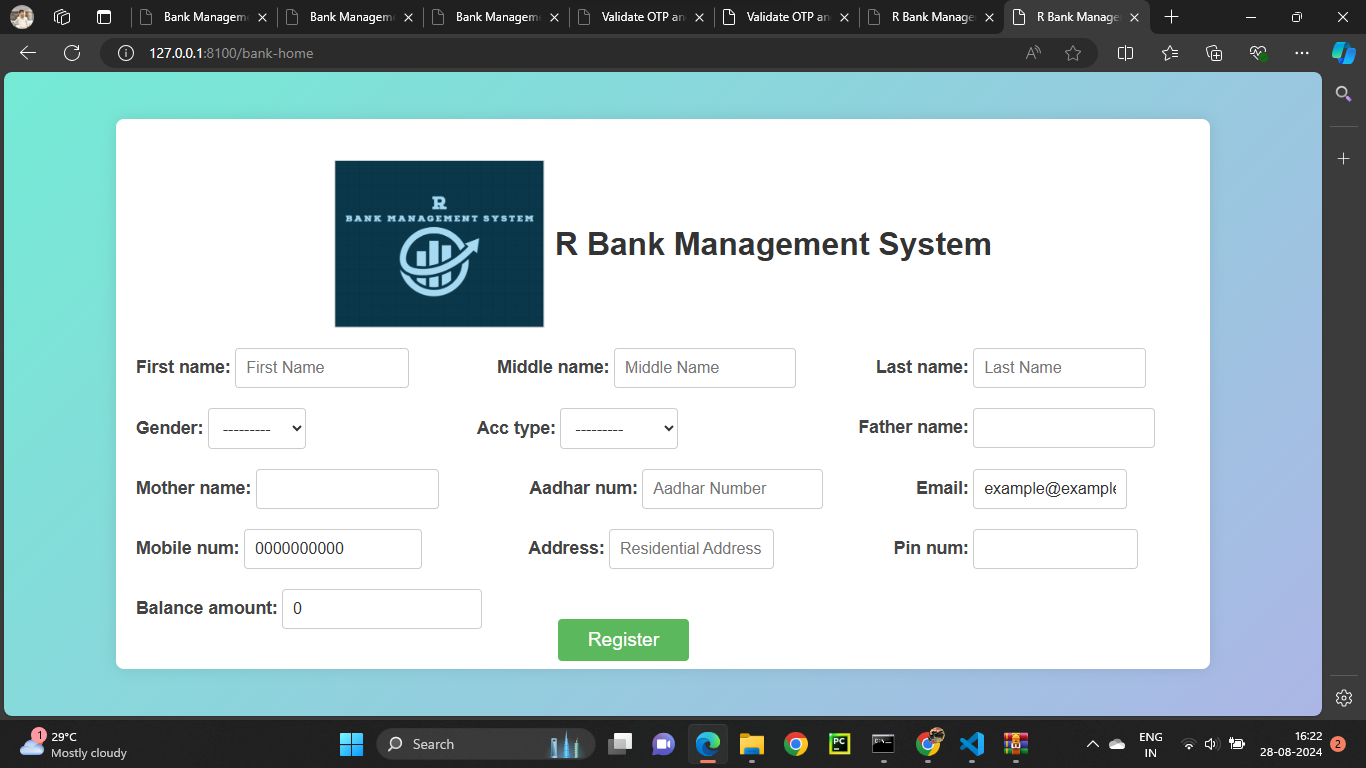 Bank Managem
Bank Managem
Bank Managem
Validate OTP an
Validate OTP an
R Bank Manage
R Bank Manage
127.0.0.1:8100/bank-home
R
BANK MANAGEMENT SYSTEM
R Bank Management System
First name: First Name Middle name: Middle Name Last name: Last Name
Gender: --------- Acc type: --------- Father name:
Mother name: Aadhar num: Aadhar Number Email: example@example
Mobile num: 0000000000 Address: Residential Address Pin num:
Balance amount: 0
Register
1 29°C
Mostly cloudy
Search
PC
ENG
IN
16:22
28-08-2024
2